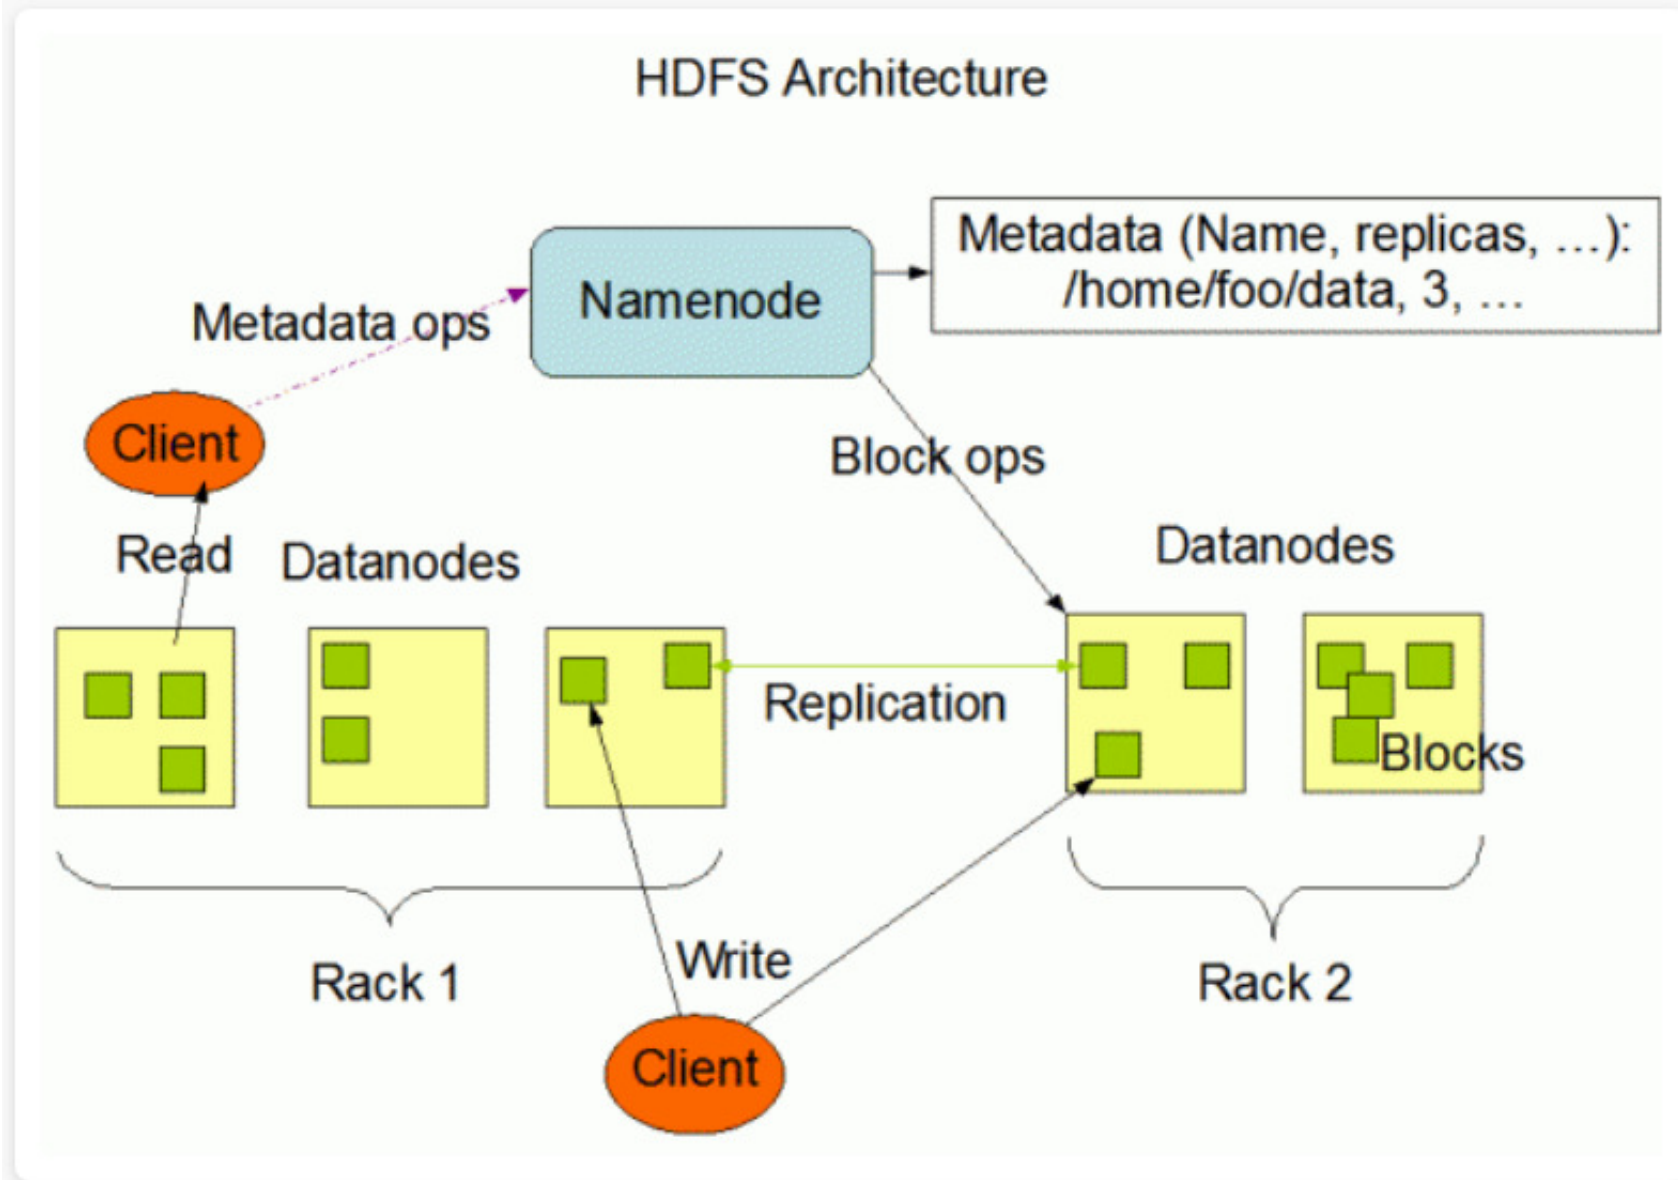 HDFS Architecture
Metadata (Name, replicas, ...):
/home/foo/data, 3, ...
Namenode
Metadata ops
Client
Block ops
Read
Datanodes
Datanodes
Replication
Blocks
Rack 1
Write
Rack 2
Client